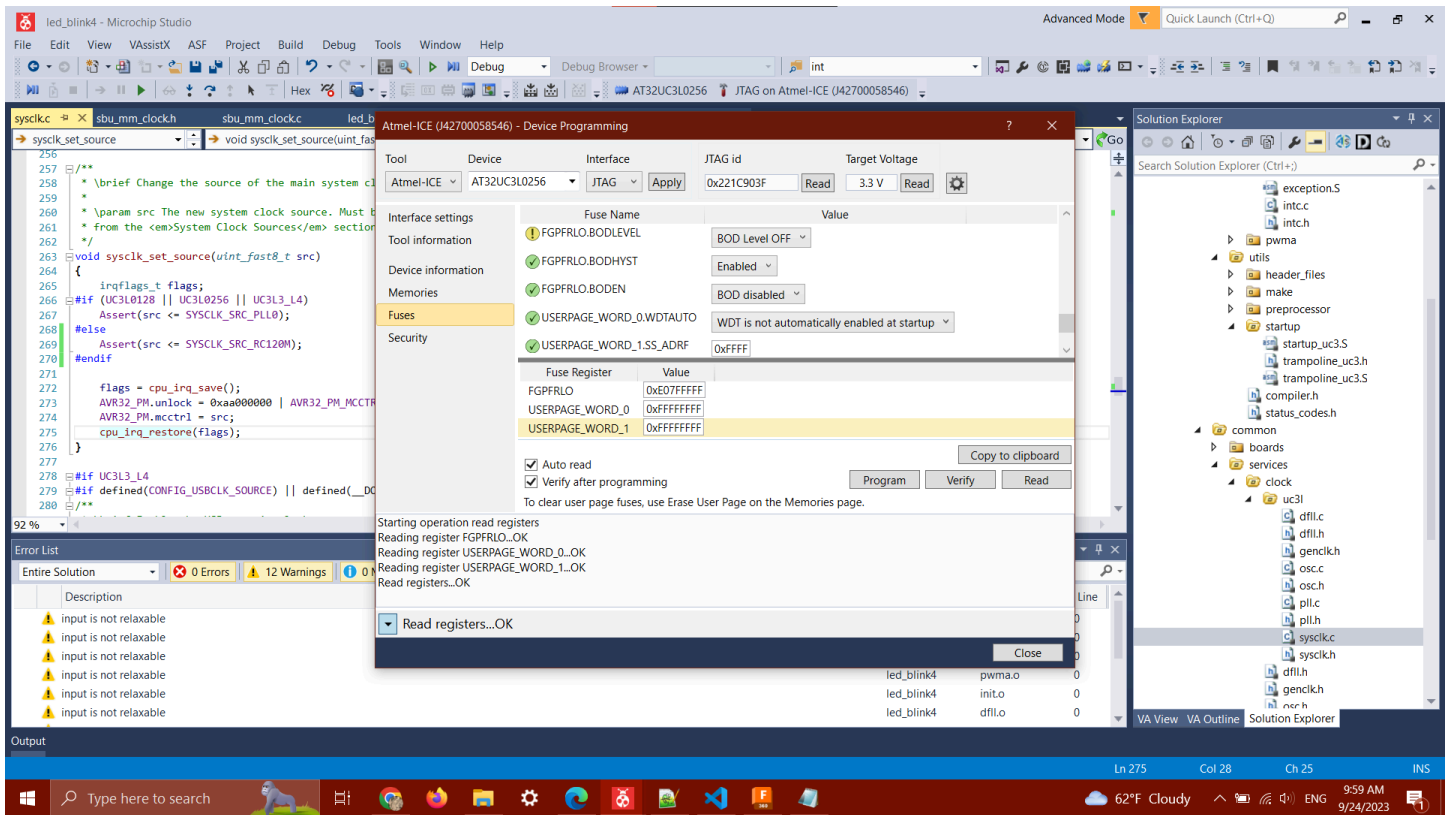 led_blink4 - Microchip Studio
Advanced Mode
Quick Launch (Ctrl+Q)
File Edit View VAssistX ASF Project Build Debug Tools Window Help
Debug
Debug Browser
int
Hex
AT32UC3L0256
JTAG on Atmel-ICE (J42700058546)
sysclk.c
sbu_mm_clock.h
sbu_mm_clock.c
led_b
sysclk_set_source
void sysclk_set_source(uint_fas
Go
256
257 /**
258 * \brief Change the source of the main system cl
259 *
260 * \param src The new system clock source. Must b
261 * from the <em>System Clock Sources</em> section
262 */
263 void sysclk_set_source(uint_fast8_t src)
264 {
265 irqflags_t flags;
266 #if (UC3L0128 || UC3L0256 || UC3L3_L4)
267 Assert(src <= SYSCLK_SRC_PLL0);
268 #else
269 Assert(src <= SYSCLK_SRC_RC120M);
270 #endif
271
272 flags = cpu_irq_save();
273 AVR32_PM.unlock = 0xaa000000 | AVR32_PM_MCCTR
274 AVR32_PM.mcctrl = src;
275 cpu_irq_restore(flags);
276 }
277
278 #if UC3L3_L4
279 #if defined(CONFIG_USBCLK_SOURCE) || defined(__DO
280 /**
92 %
Atmel-ICE (J42700058546) - Device Programming
?
Tool Device Interface JTAG id Target Voltage
Atmel-ICE AT32UC3L0256 JTAG Apply 0x221C903F Read 3.3 V Read
Interface settings
Tool information
Device information
Memories
Fuses
Security
Fuse Name Value
FGPFRLO.BODLEVEL BOD Level OFF
FGPFRLO.BODHYST Enabled
FGPFRLO.BODEN BOD disabled
USERPAGE_WORD_0.WDTAUTO WDT is not automatically enabled at startup
USERPAGE_WORD_1.SS_ADRF 0xFFFF
Fuse Register Value
FGPFRLO 0xE07FFFFF
USERPAGE_WORD_0 0xFFFFFFFF
USERPAGE_WORD_1 0xFFFFFFFF
Copy to clipboard
Auto read
Verify after programming
Program Verify Read
To clear user page fuses, use Erase User Page on the Memories page.
Starting operation read registers
Reading register FGPFRLO...OK
Reading register USERPAGE_WORD_0...OK
Reading register USERPAGE_WORD_1...OK
Read registers...OK
Read registers...OK
Close
Solution Explorer
Search Solution Explorer (Ctrl+;)
exception.S
intc.c
intc.h
pwma
utils
header_files
make
preprocessor
startup
startup_uc3.S
trampoline_uc3.h
trampoline_uc3.S
compiler.h
status_codes.h
common
boards
services
clock
uc3l
dfll.c
dfll.h
genclk.h
osc.c
osc.h
pll.c
pll.h
sysclk.c
sysclk.h
dfll.h
genclk.h
osc.h
VA View VA Outline Solution Explorer
Error List
Entire Solution
0 Errors
12 Warnings
Description
Line
input is not relaxable
input is not relaxable
input is not relaxable
input is not relaxable led_blink4 pwma.o 0
input is not relaxable led_blink4 init.o 0
input is not relaxable led_blink4 dfll.o 0
Output
Ln 275 Col 28 Ch 25 INS
Type here to search
62°F Cloudy
ENG
9:59 AM
9/24/2023
1